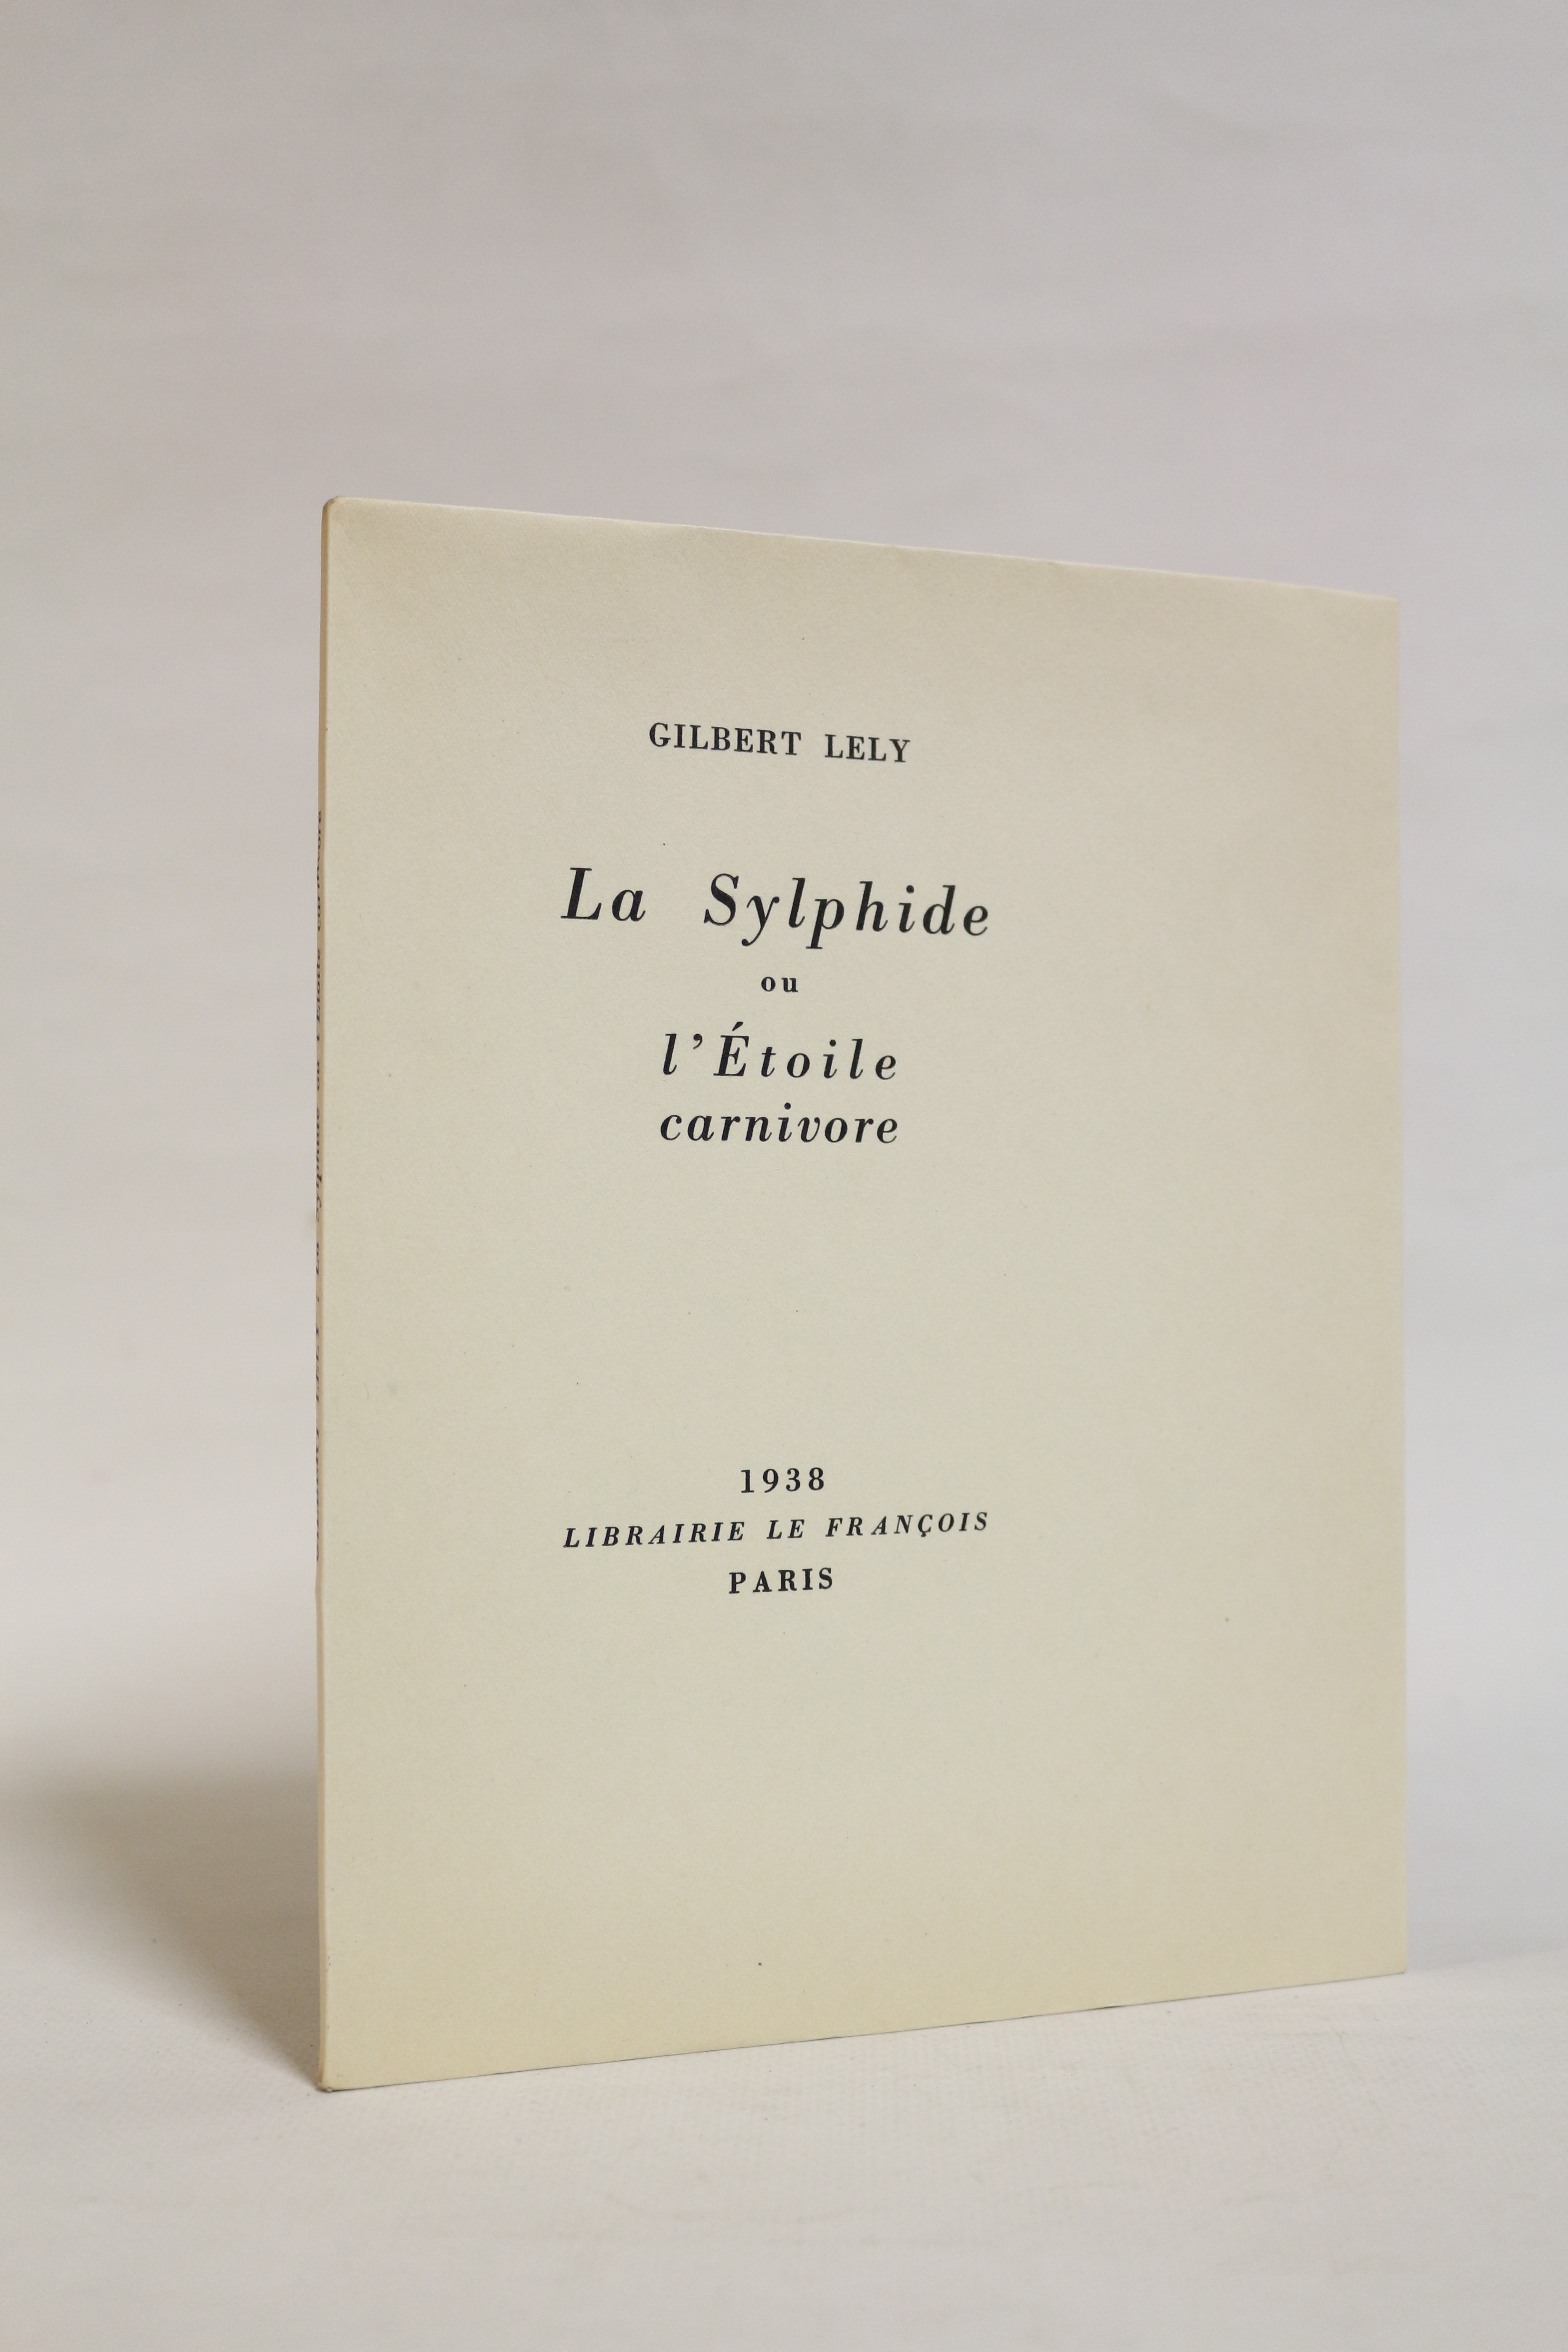 GILBERT LELY
La Sylphide
ou
l'Étoile
carnivore
1938
LIBRAIRIE LE FRANÇOIS
PARIS